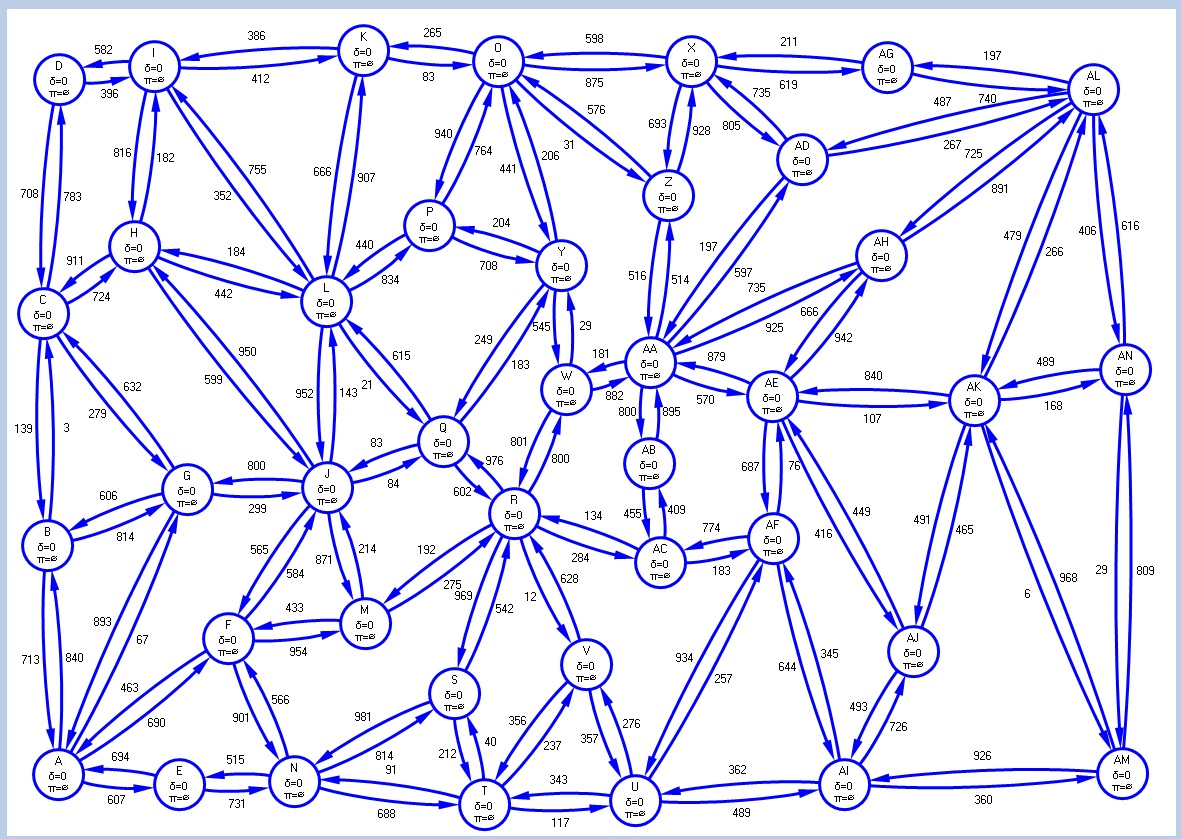 K
δ=0
π=⌀
O
δ=0
π=⌀
X
δ=0
π=⌀
AG
δ=0
π=⌀
D
δ=0
π=⌀
I
δ=0
π=⌀
AL
δ=0
π=⌀
582
396
386
412
265
83
598
875
211
619
197
740
487
267
725
891
735
805
693
928
576
31
940
764
441
206
666
907
755
352
816
182
708
783
AD
δ=0
π=⌀
Z
δ=0
π=⌀
P
δ=0
π=⌀
H
δ=0
π=⌀
Y
δ=0
π=⌀
AH
δ=0
π=⌀
911
724
184
442
440
834
204
708
197
597
735
925
516
514
666
942
479
266
406
616
C
δ=0
π=⌀
L
δ=0
π=⌀
950
599
952
143
615
21
249
183
545
29
181
882
879
570
632
279
139
3
AA
δ=0
π=⌀
W
δ=0
π=⌀
AE
δ=0
π=⌀
AK
δ=0
π=⌀
AN
δ=0
π=⌀
840
107
489
168
800
895
Q
δ=0
π=⌀
AB
δ=0
π=⌀
83
84
976
602
801
800
800
299
606
814
455
409
687
76
416
449
491
465
G
δ=0
π=⌀
J
δ=0
π=⌀
R
δ=0
π=⌀
B
δ=0
π=⌀
AC
δ=0
π=⌀
AF
δ=0
π=⌀
134
284
774
183
192
275
969
542
12
628
565
584
871
214
6
968
29
809
433
954
F
δ=0
π=⌀
M
δ=0
π=⌀
V
δ=0
π=⌀
AJ
δ=0
π=⌀
S
δ=0
π=⌀
713
840
893
67
463
690
901
566
981
814
212
40
356
237
357
276
934
257
644
345
493
726
A
δ=0
π=⌀
E
δ=0
π=⌀
N
δ=0
π=⌀
T
δ=0
π=⌀
U
δ=0
π=⌀
AI
δ=0
π=⌀
AM
δ=0
π=⌀
694
607
515
731
91
688
343
117
362
489
926
360